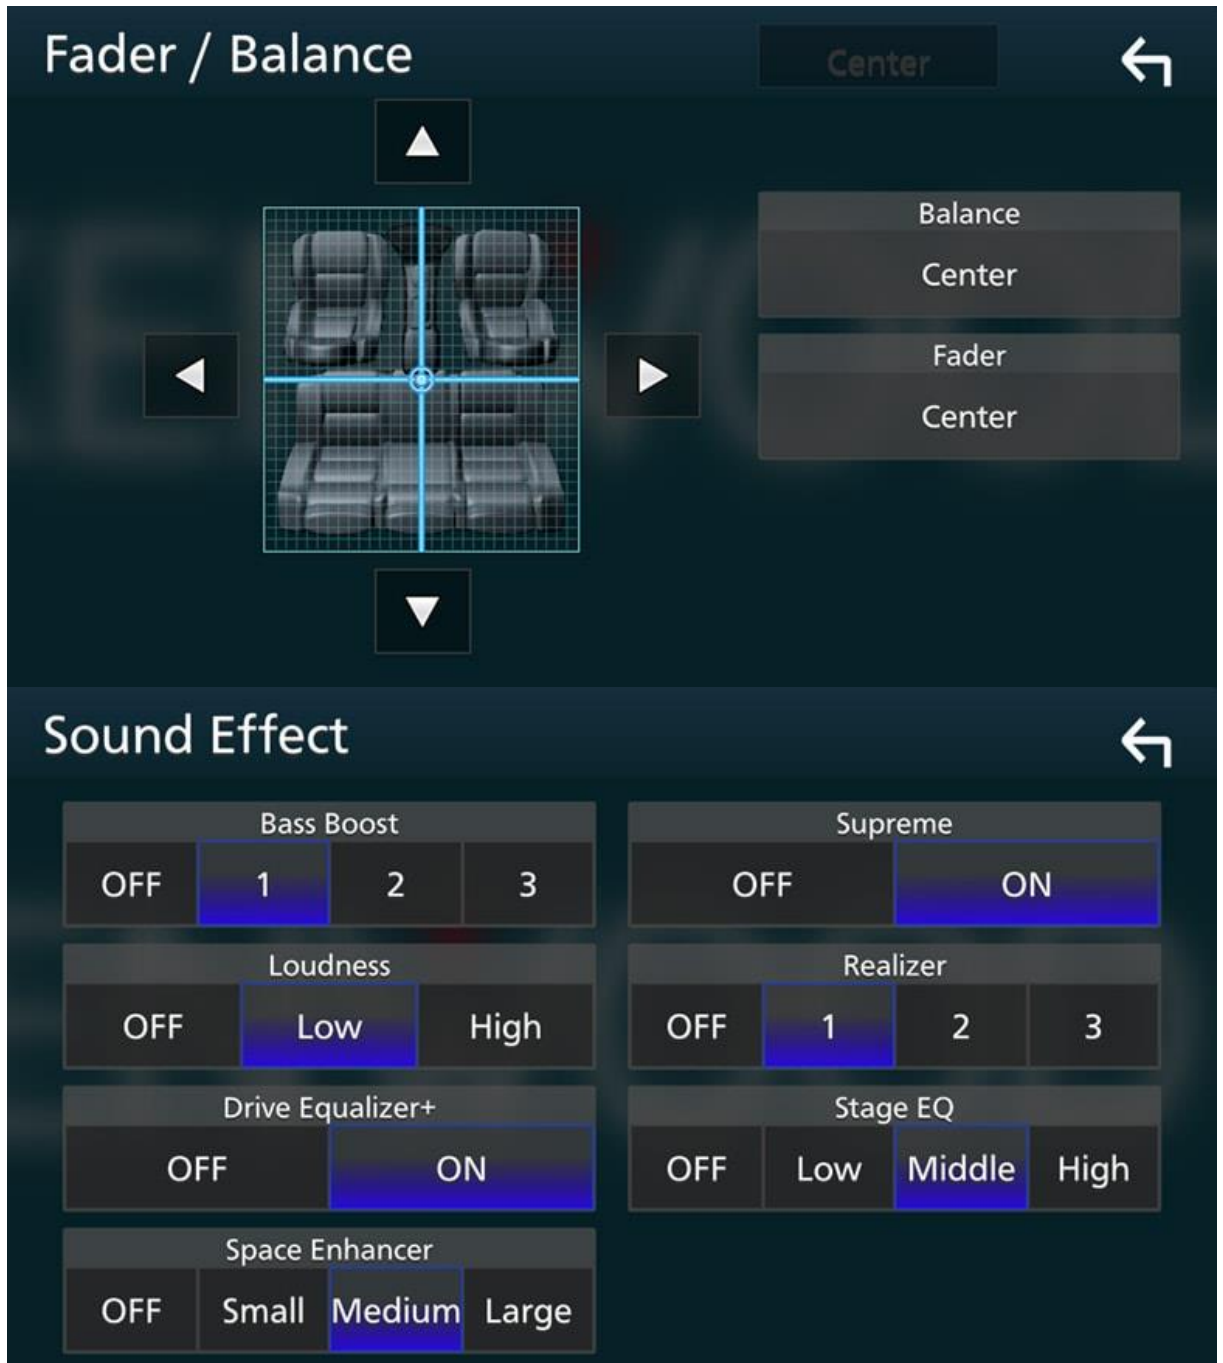 Fader / Balance
Center
Balance
Center
Fader
Center
Sound Effect
Bass Boost
OFF 1 2 3
Supreme
OFF ON
Loudness
OFF Low High
Realizer
OFF 1 2 3
Drive Equalizer+
OFF ON
Stage EQ
OFF Low Middle High
Space Enhancer
OFF Small Medium Large